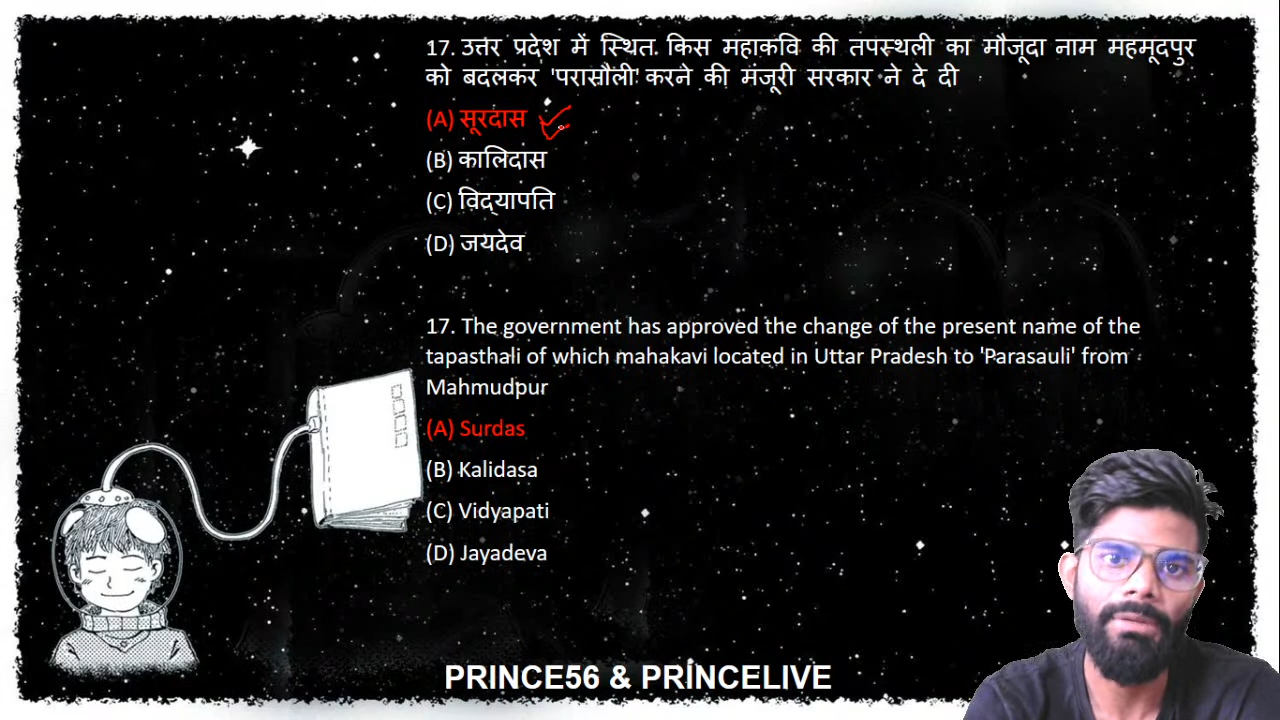 17. उत्तर प्रदेश में स्थित किस महाकवि की तपस्थली का मौजूदा नाम महमूदपुर
को बदलकर 'परासौली' करने की मंजूरी सरकार ने दे दी
(A) सूरदास
(B) कालिदास
(C) विद्यापति
(D) जयदेव
17. The government has approved the change of the present name of the
tapasthali of which mahakavi located in Uttar Pradesh to 'Parasauli' from
Mahmudpur
(A) Surdas
(B) Kalidasa
(C) Vidyapati
(D) Jayadeva
PRINCE56 & PRINCELIVE